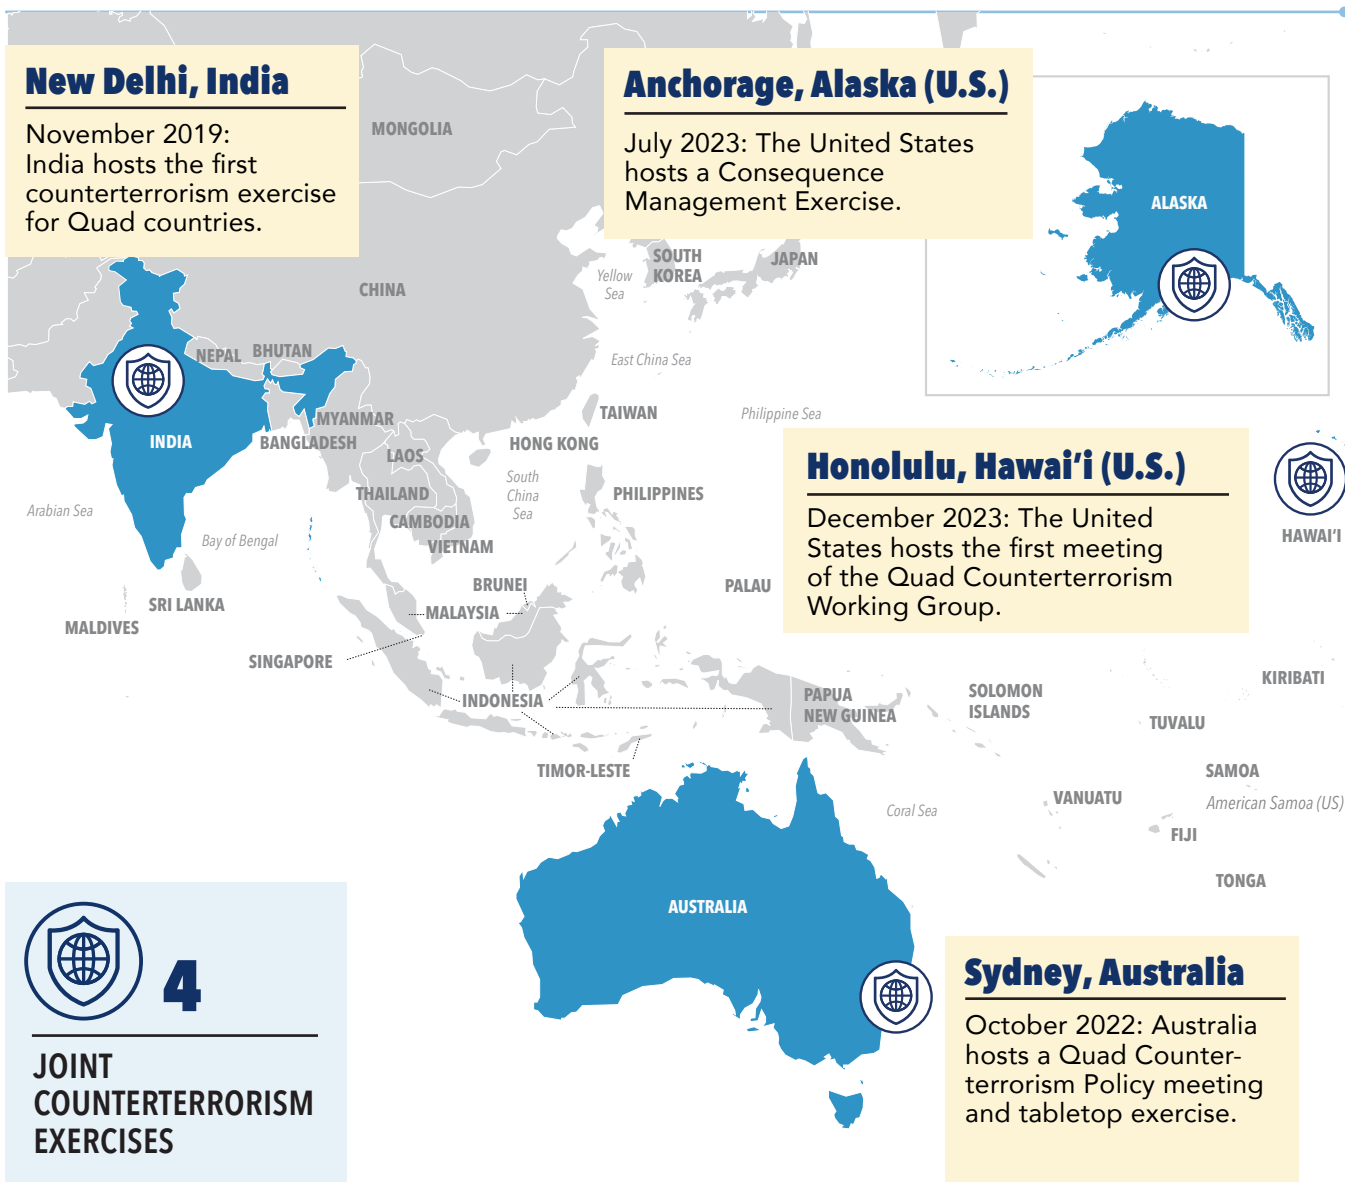 New Delhi, India
November 2019:
India hosts the first
counterterrorism exercise
for Quad countries.
Anchorage, Alaska (U.S.)
July 2023: The United States
hosts a Consequence
Management Exercise.
MONGOLIA
ALASKA
SOUTH
KOREA
JAPAN
Yellow
Sea
CHINA
NEPAL
BHUTAN
East China Sea
TAIWAN
Philippine Sea
MYANMAR
INDIA
BANGLADESH
HONG KONG
LAOS
Honolulu, Hawai’i (U.S.)
December 2023: The United
States hosts the first meeting
of the Quad Counterterrorism
Working Group.
HAWAI’I
South
China
Sea
THAILAND
PHILIPPINES
Arabian Sea
CAMBODIA
Bay of Bengal
VIETNAM
BRUNEI
PALAU
SRI LANKA
MALAYSIA
MALDIVES
SINGAPORE
KIRIBATI
INDONESIA
PAPUA
NEW GUINEA
SOLOMON
ISLANDS
TUVALU
TIMOR-LESTE
SAMOA
VANUATU
American Samoa (US)
Coral Sea
FIJI
TONGA
AUSTRALIA
4
JOINT
COUNTERTERRORISM
EXERCISES
Sydney, Australia
October 2022: Australia
hosts a Quad Counter-
terrorism Policy meeting
and tabletop exercise.